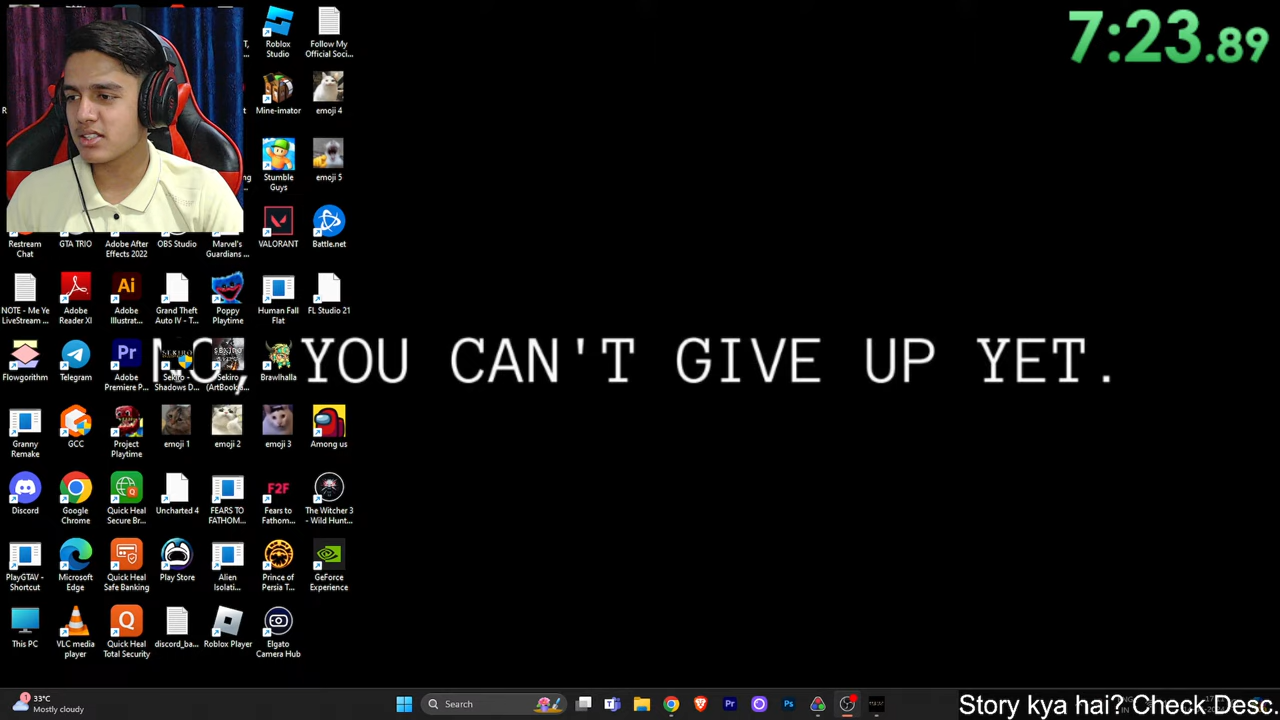 7:23.89
Roblox Studio
Follow My Official Soci...
Mine-imator
emoji 4
Stumble Guys
emoji 5
Restream Chat
GTA TRIO
Adobe After Effects 2022
OBS Studio
Marvel's Guardians ...
VALORANT
Battle.net
NOTE - Me Ye LiveStream ...
Adobe Reader XI
Adobe Illustrat...
Grand Theft Auto IV - T...
Poppy Playtime
Human Fall Flat
FL Studio 21
YOU CAN'T GIVE UP YET.
Flowgorithm
Telegram
Adobe Premiere P...
Sekiro - Shadows D...
Sekiro (ArtBook a...
Brawlhalla
Granny Remake
GCC
Project Playtime
emoji 1
emoji 2
emoji 3
Among us
Discord
Google Chrome
Quick Heal Secure Br...
Uncharted 4
FEARS TO FATHOM...
Fears to Fathom...
The Witcher 3 - Wild Hunt...
PlayGTAV - Shortcut
Microsoft Edge
Quick Heal Safe Banking
Play Store
Alien Isolati...
Prince of Persia T...
GeForce Experience
This PC
VLC media player
Quick Heal Total Security
discord_ba...
Roblox Player
Elgato Camera Hub
33°C
Mostly cloudy
Search
Story kya hai? Check Desc.